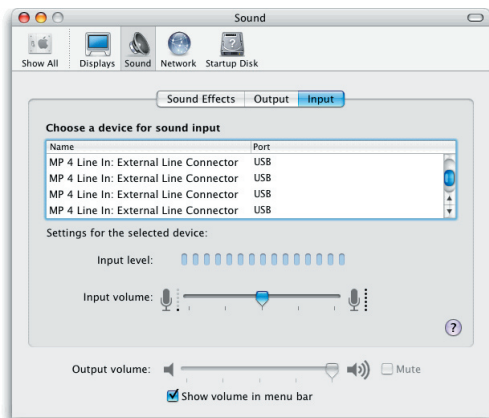 Sound
Show All Displays Sound Network Startup Disk
Sound Effects Output Input
Choose a device for sound input
Name Port
MP 4 Line In: External Line Connector USB
MP 4 Line In: External Line Connector USB
MP 4 Line In: External Line Connector USB
MP 4 Line In: External Line Connector USB
Settings for the selected device:
Input level:
Input volume:
?
Output volume: Mute
Show volume in menu bar